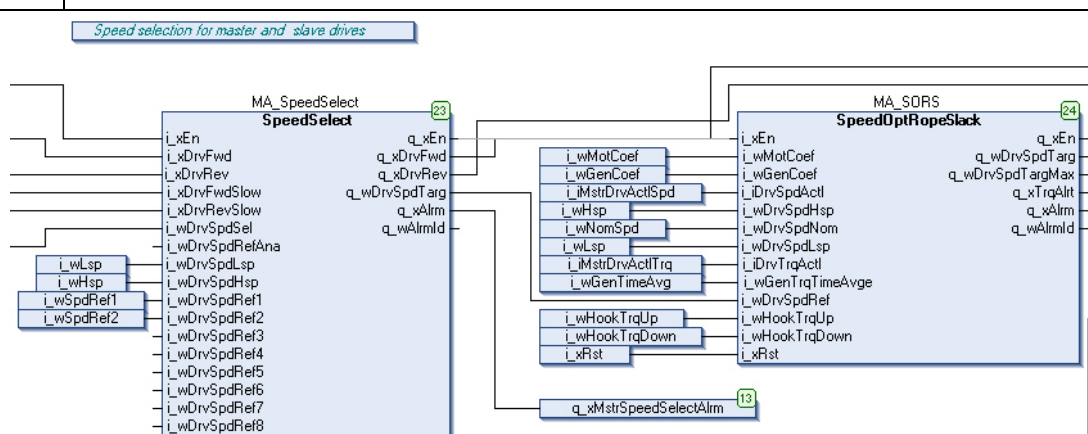 Speed selection for master and  slave drives
MA_SpeedSelect
23
SpeedSelect
i_xEn q_xEn
i_xDrvFwd q_xDrvFwd
i_xDrvRev q_xDrvRev
i_xDrvFwdSlow q_wDrvSpdTarg
i_xDrvRevSlow q_xAlrm
i_wDrvSpdSel q_wAlrmId
i_wDrvSpdRefAna
i_wLsp i_wDrvSpdLsp
i_wHsp i_wDrvSpdHsp
i_wSpdRef1 i_wDrvSpdRef1
i_wSpdRef2 i_wDrvSpdRef2
i_wDrvSpdRef3
i_wDrvSpdRef4
i_wDrvSpdRef5
i_wDrvSpdRef6
i_wDrvSpdRef7
i_wDrvSpdRef8
MA_SORS
24
SpeedOptRopeSlack
i_xEn q_xEn
i_wMotCoef i_wMotCoef q_wDrvSpdTarg
i_wGenCoef i_wGenCoef q_wDrvSpdTargMax
i_iMstrDrvActlSpd i_iDrvSpdActl q_xTrqAlrt
i_wHsp i_wDrvSpdHsp q_xAlrm
i_wNomSpd i_wDrvSpdNom q_wAlrmId
i_wLsp i_wDrvSpdLsp
i_iMstrDrvActlTrq i_iDrvTrqActl
i_wGenTimeAvg i_wGenTrqTimeAvge
i_wDrvSpdRef
i_wHookTrqUp i_wHookTrqUp
i_wHookTrqDown i_wHookTrqDown
i_xRst i_xRst
13
q_xMstrSpeedSelectAlrm